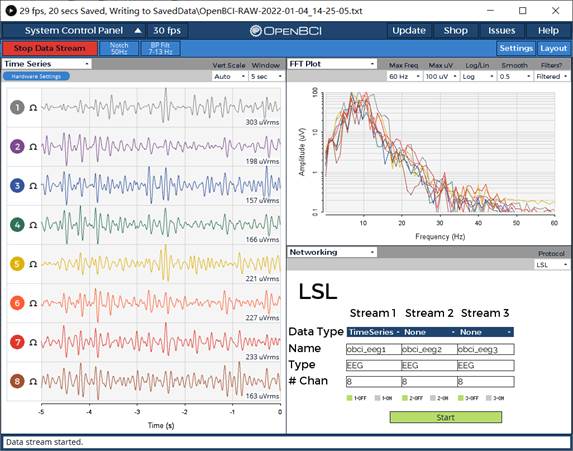 29 fps, 20 secs Saved, Writing to SavedData\OpenBCI-RAW-2022-01-04_14-25-05.txt
System Control Panel 30 fps OpenBCI Update Shop Issues Help
Stop Data Stream Notch 50Hz BP Filt 7-13 Hz Settings Layout
Time Series Vert Scale Window
Hardware Settings Auto 5 sec
1 Ω 303 uVrms
2 Ω 198 uVrms
3 Ω 157 uVrms
4 Ω 166 uVrms
5 Ω 221 uVrms
6 Ω 227 uVrms
7 Ω 233 uVrms
8 Ω 163 uVrms
-5 -4 -3 -2 -1 0
Time (s)
FFT Plot Max Freq Max uV Log/Lin Smooth Filters?
60 Hz 100 uV Log 0.5 Filtered
100
10
1
0.1
Amplitude (uV)
10 20 30 40 50 60
Frequency (Hz)
Networking Protocol
LSL
LSL
Stream 1 Stream 2 Stream 3
Data Type TimeSeries None None
Name obci_eeg1 obci_eeg2 obci_eeg3
Type EEG EEG EEG
# Chan 8 8 8
1-OFF 1-ON 2-OFF 2-ON 3-OFF 3-ON
Start
Data stream started.